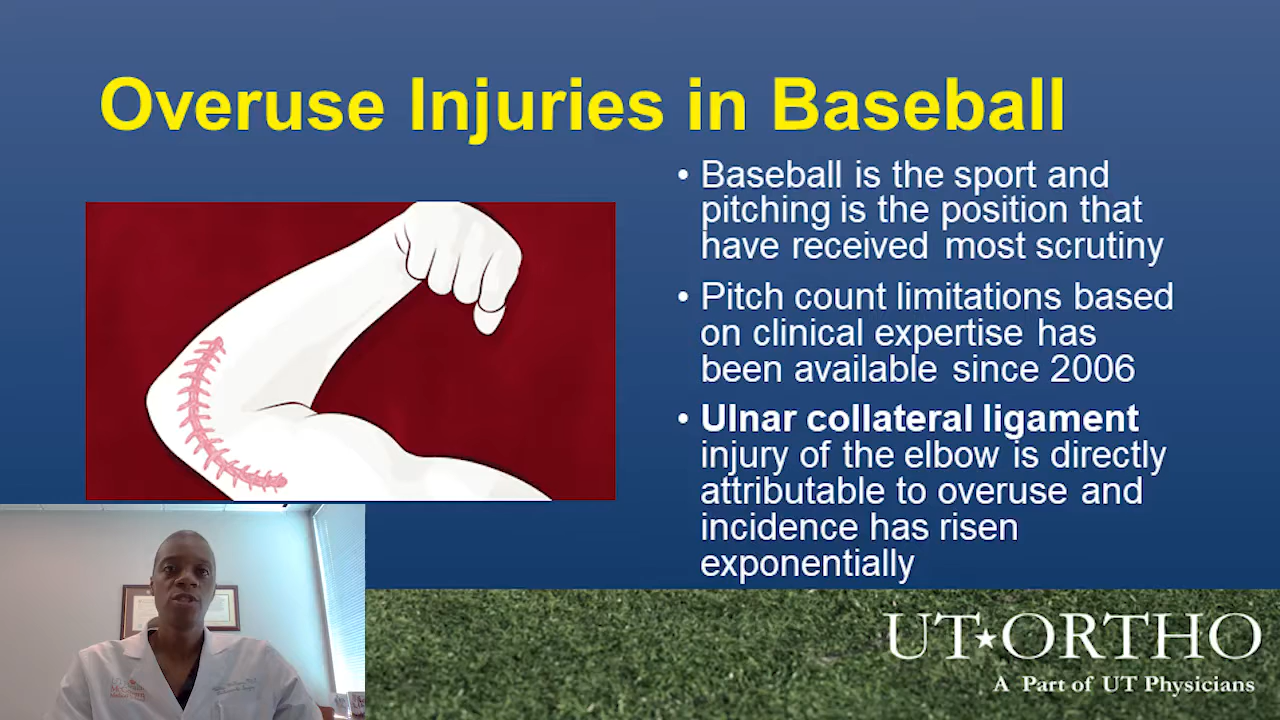 Overuse Injuries in Baseball
• Baseball is the sport and
pitching is the position that
have received most scrutiny
• Pitch count limitations based
on clinical expertise has
been available since 2006
• Ulnar collateral ligament
injury of the elbow is directly
attributable to overuse and
incidence has risen
exponentially
UT★ORTHO
A Part of UT Physicians